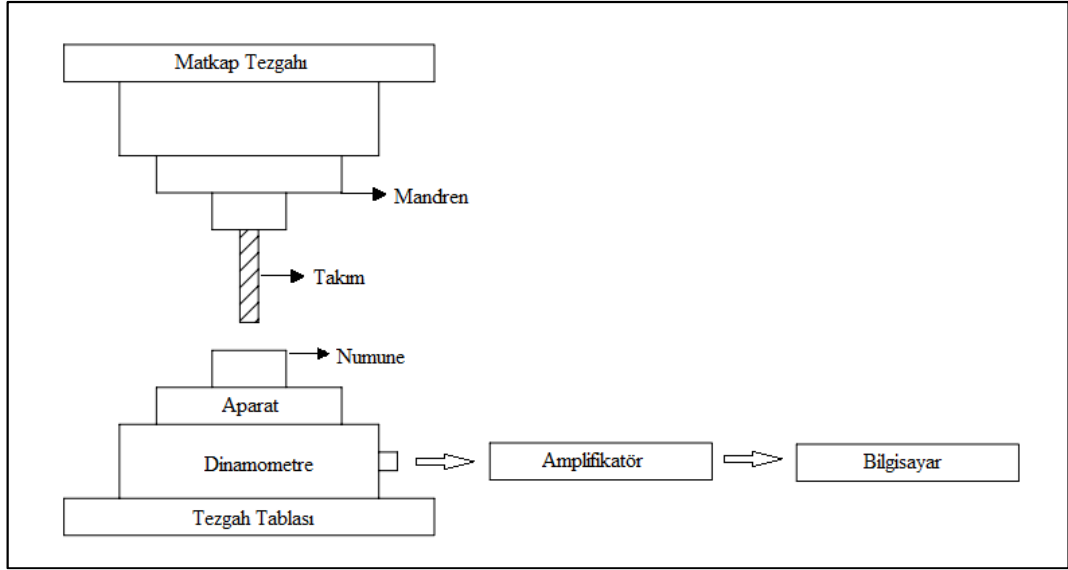 Matkap Tezgahı
Mandren
Takım
Numune
Aparat
Dinamometre
Amplifikatör
Bilgisayar
Tezgah Tablası